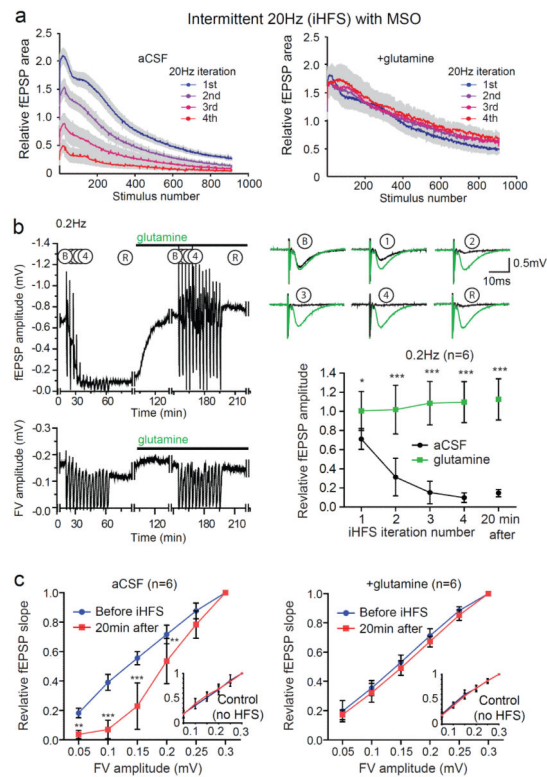 a
Intermittent 20Hz (iHFS) with MSO
aCSF
20Hz iteration
1st
2nd
3rd
4th
Relative fEPSP area
2.5
2.0
1.5
1.0
0.5
0.0
200 400 600 800 1000
Stimulus number
+glutamine
20Hz iteration
1st
2nd
3rd
4th
Relative fEPSP area
2.5
2.0
1.5
1.0
0.5
0.0
0 200 400 600 800 1000
Stimulus number
b
0.2Hz
glutamine
B 4 R B 4 R
fEPSP amplitude (mV)
-1.4
-1.2
-1.0
-0.8
-0.6
-0.4
-0.2
-0.0
0 30 60 90 120 180 210
Time (min)
glutamine
FV amplitude (mV)
-0.3
-0.2
-0.1
-0.0
0 30 60 90 120 180 210
Time (min)
B 1 2
0.5mV
10ms
3 4 R
0.2Hz (n=6)
Revlative fEPSP amplitude
1.4
1.2
1.0
0.8
0.6
0.4
0.2
0.0
* *** *** *** ***
aCSF
glutamine
1 2 3 4 20 min
after
iHFS iteration number
c
aCSF (n=6)
Before iHFS
20min after
Revlative fEPSP slope
1.0
0.8
0.6
0.4
0.2
0.0
** *** *** **
1
0.2
0.1 0.2 0.3
Control
(no HFS)
0.05 0.1 0.15 0.2 0.25 0.3
FV amplitude (mV)
+glutamine (n=6)
Before iHFS
20min after
Revlative fEPSP slope
1.0
0.8
0.6
0.4
0.2
0.0
1
0.2
0.1 0.2 0.3
Control
(no HFS)
0.05 0.1 0.15 0.2 0.25 0.3
FV amplitude (mV)